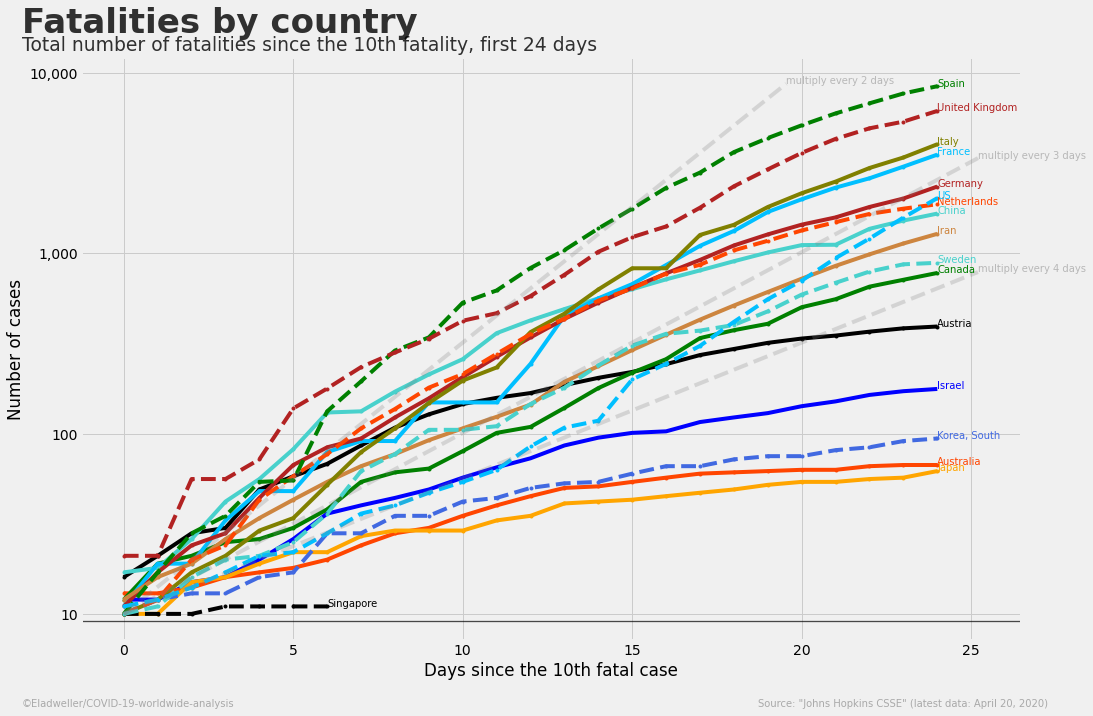 Fatalities by country
Total number of fatalities since the 10th fatality, first 24 days
10,000
1,000
100
10
Number of cases
0
5
10
15
20
25
Days since the 10th fatal case
multiply every 2 days
Spain
United Kingdom
Italy
France
multiply every 3 days
Germany
US
Netherlands
China
Iran
Sweden
Canada
multiply every 4 days
Austria
Israel
Korea, South
Australia
Japan
Singapore
©Eladweller/COVID-19-worldwide-analysis
Source: "Johns Hopkins CSSE" (latest data: April 20, 2020)